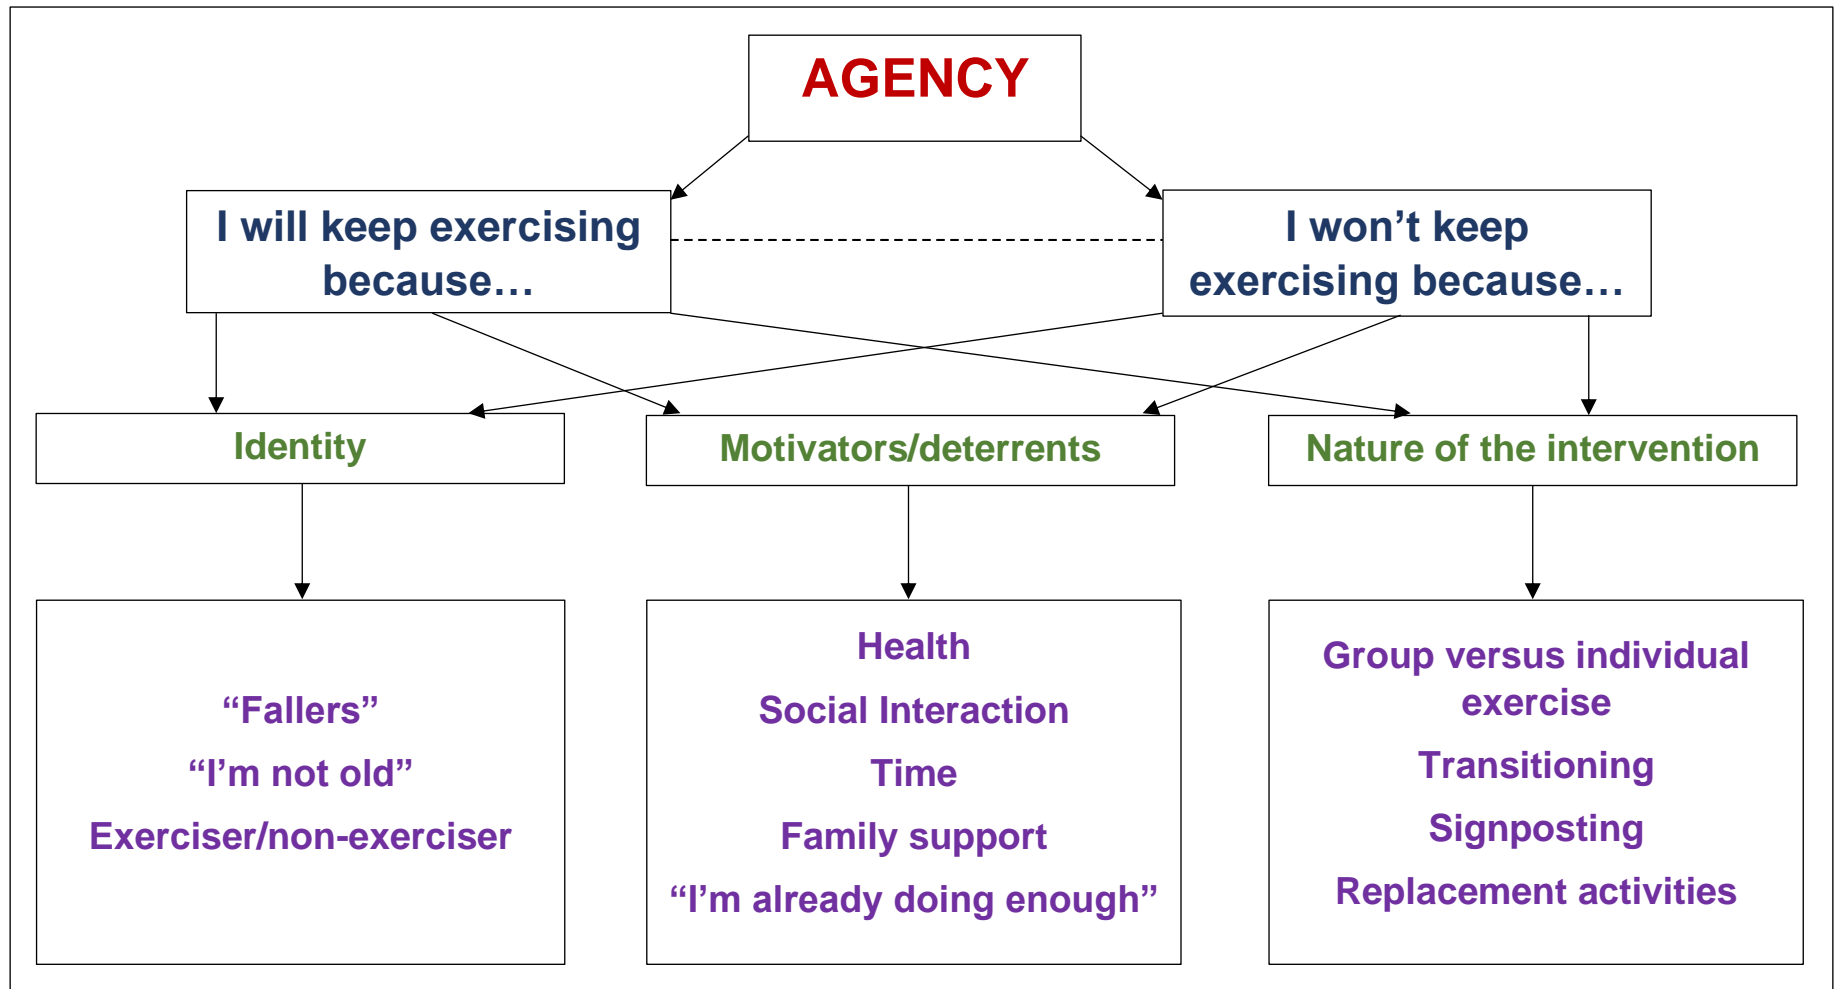 AGENCY
I will keep exercising
because…
I won’t keep
exercising because…
Identity
Motivators/deterrents
Nature of the intervention
“Fallers”
“I’m not old”
Exerciser/non-exerciser
Health
Social Interaction
Time
Family support
“I’m already doing enough”
Group versus individual
exercise
Transitioning
Signposting
Replacement activities